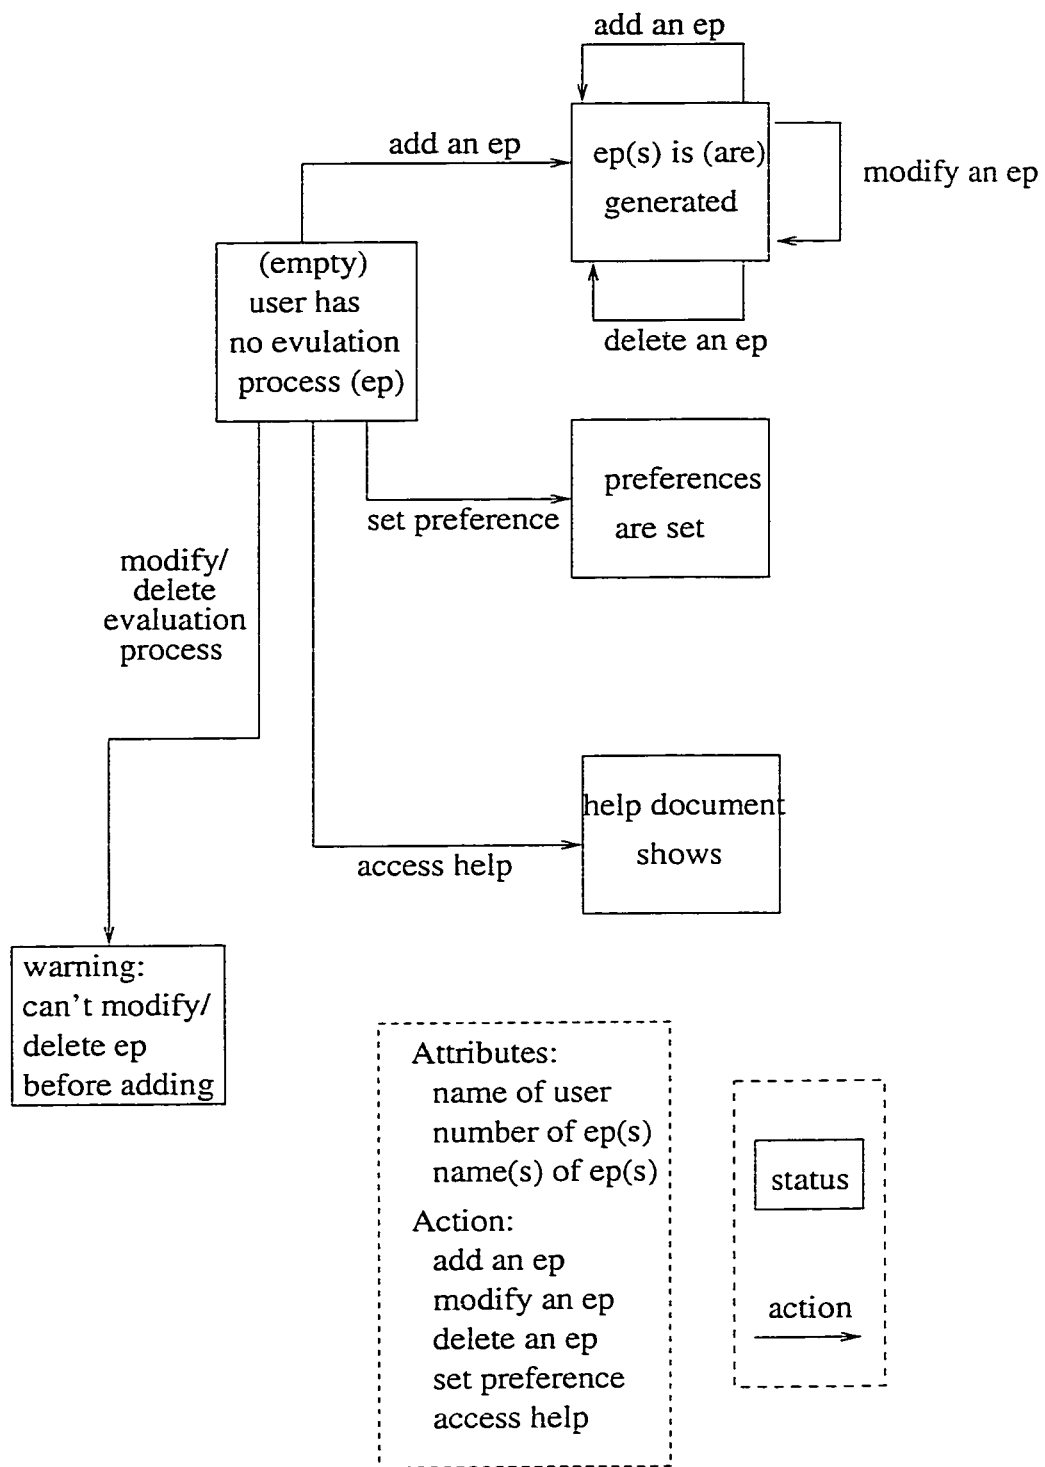 add an ep
add an ep
ep(s) is (are)
generated
modify an ep
(empty)
user has
no evulation
process (ep)
delete an ep
preferences
are set
set preference
modify/
delete
evaluation
process
help document
shows
access help
warning:
can't modify/
delete ep
before adding
Attributes:
name of user
number of ep(s)
name(s) of ep(s)
Action:
add an ep
modify an ep
delete an ep
set preference
access help
status
action